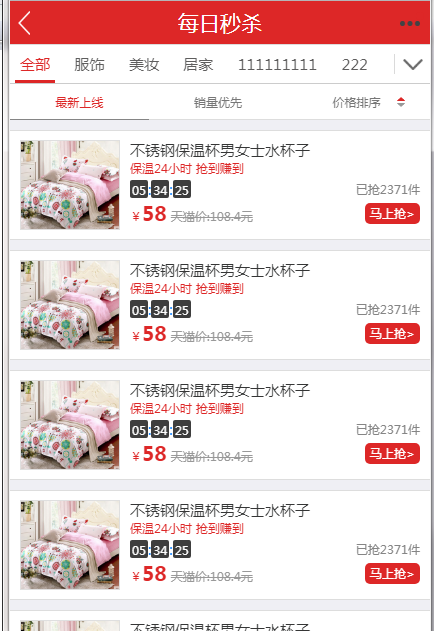 每日秒杀
全部 服饰 美妆 居家 111111111 222
最新上线 销量优先 价格排序
不锈钢保温杯男女士水杯子
保温24小时 抢到赚到
05:34:25 已抢2371件
￥58 天猫价:108.4元 马上抢>
不锈钢保温杯男女士水杯子
保温24小时 抢到赚到
05:34:25 已抢2371件
￥58 天猫价:108.4元 马上抢>
不锈钢保温杯男女士水杯子
保温24小时 抢到赚到
05:34:25 已抢2371件
￥58 天猫价:108.4元 马上抢>
不锈钢保温杯男女士水杯子
保温24小时 抢到赚到
05:34:25 已抢2371件
￥58 天猫价:108.4元 马上抢>
不锈钢保温杯男女士水杯子